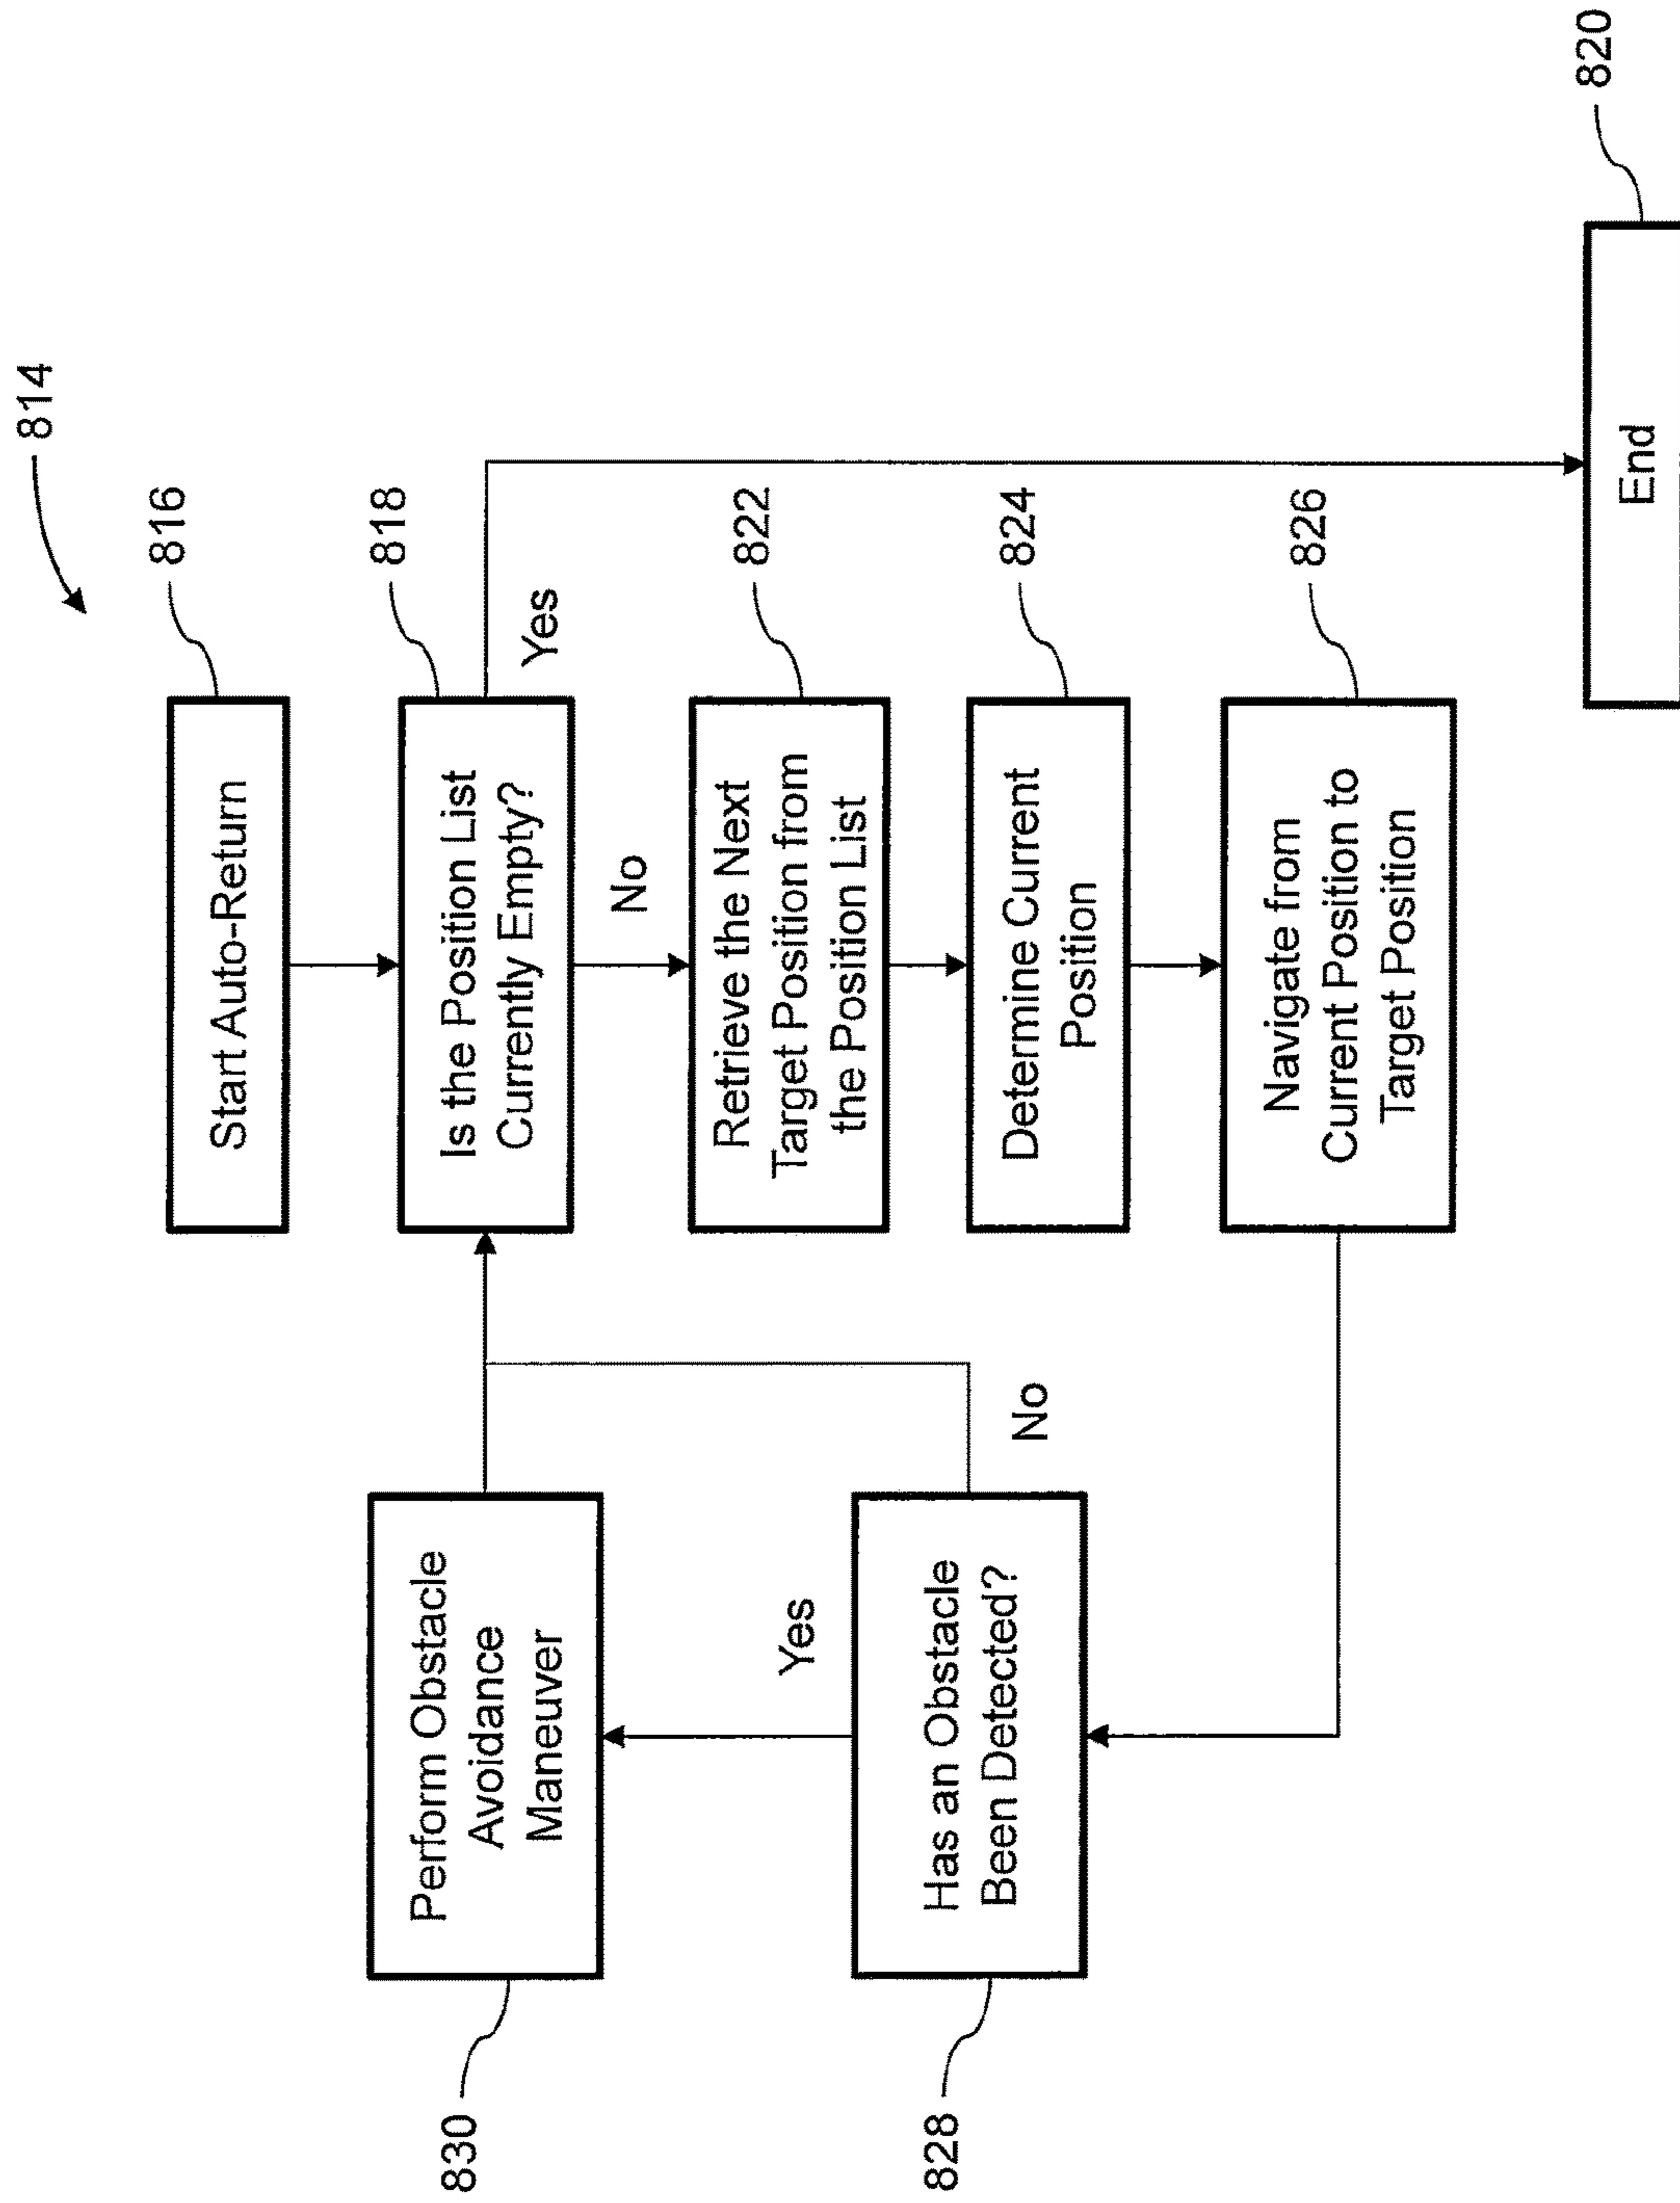 814
816
Start Auto-Return
818
Is the Position List
Currently Empty?
Yes
No
822
Retrieve the Next
Target Position from
the Position List
824
Determine Current
Position
826
Navigate from
Current Position to
Target Position
820
End
830
Perform Obstacle
Avoidance
Maneuver
Yes
828
Has an Obstacle
Been Detected?
No